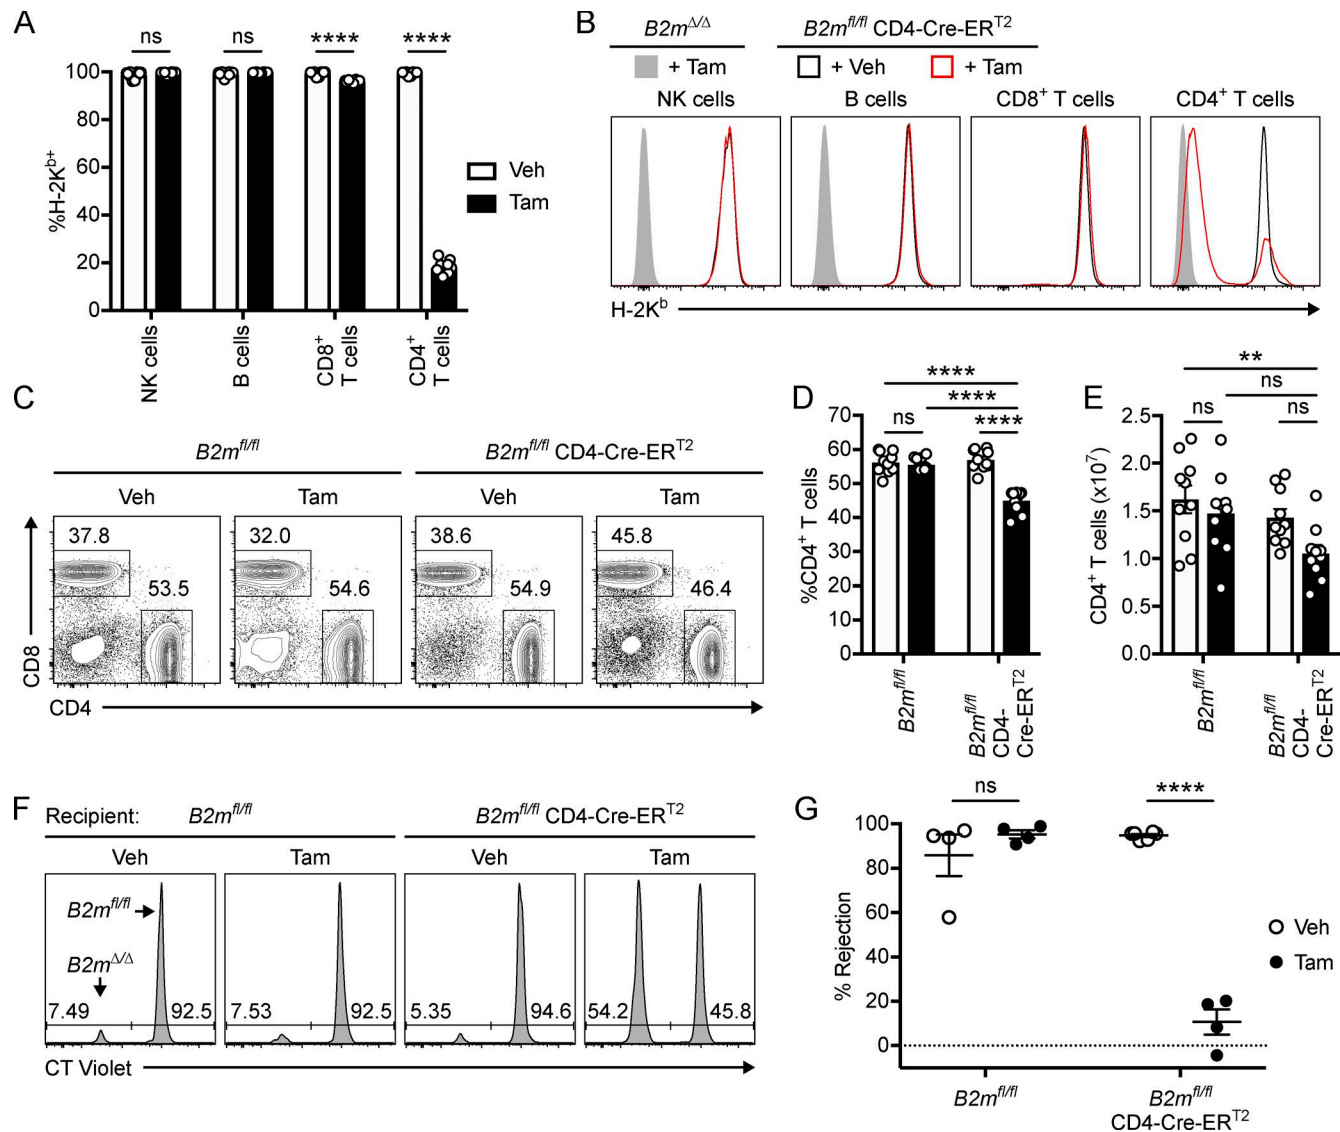 A
ns ns **** ****
100
80
60
40
20
0
%H-2Kᵇ⁺
NK cells
B cells
CD8⁺
T cells
CD4⁺
T cells
Veh
Tam
B
B2mΔ/Δ
B2mfl/fl CD4-Cre-ERT2
+ Tam
+ Veh
+ Tam
NK cells
B cells
CD8⁺ T cells
CD4⁺ T cells
H-2Kᵇ
C
B2mfl/fl
B2mfl/fl CD4-Cre-ERT2
Veh
Tam
Veh
Tam
37.8
53.5
32.0
54.6
38.6
54.9
45.8
46.4
CD8
CD4
D
****
****
ns
****
70
60
50
40
30
20
10
0
%CD4⁺ T cells
B2mfl/fl
B2mfl/fl
CD4-
Cre-ERT2
E
**
ns
ns
ns
2.5
2.0
1.5
1.0
0.5
0.0
CD4⁺ T cells (x10⁷)
B2mfl/fl
B2mfl/fl
CD4-
Cre-ERT2
F
Recipient:
B2mfl/fl
B2mfl/fl CD4-Cre-ERT2
Veh
Tam
Veh
Tam
B2mfl/fl
B2mΔ/Δ
7.49
92.5
7.53
92.5
5.35
94.6
54.2
45.8
CT Violet
G
ns
****
100
80
60
40
20
0
% Rejection
Veh
Tam
B2mfl/fl
B2mfl/fl
CD4-Cre-ERT2